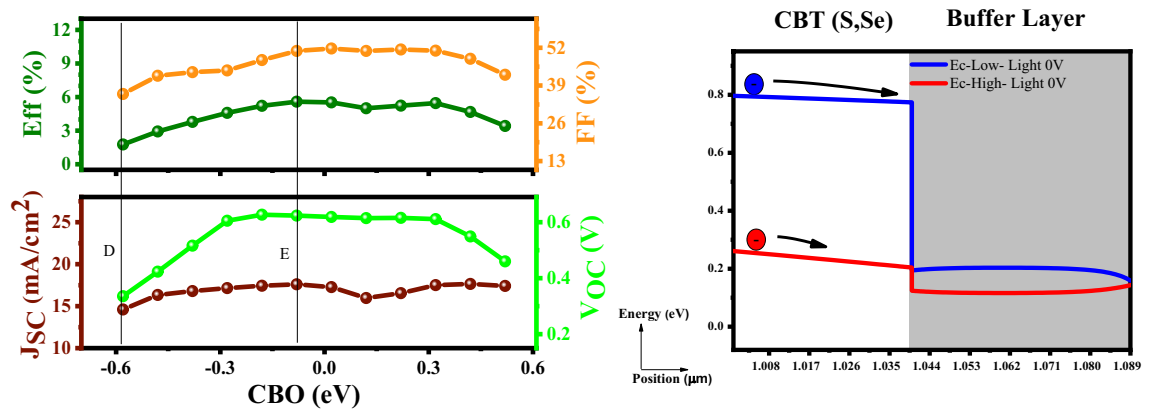 12
9
6
3
0
Eff (%)
52
39
26
13
FF (%)
25
20
15
10
JSC (mA/cm2)
0.6
0.4
0.2
VOC (V)
D
E
-0.6
-0.3
0.0
0.3
0.6
CBO (eV)
CBT (S,Se)
Buffer Layer
Ec-Low- Light 0V
Ec-High- Light 0V
-
-
0.8
0.6
0.4
0.2
0.0
1.008
1.017
1.026
1.035
1.044
1.053
1.062
1.071
1.080
1.089
Energy (eV)
Position (μm)